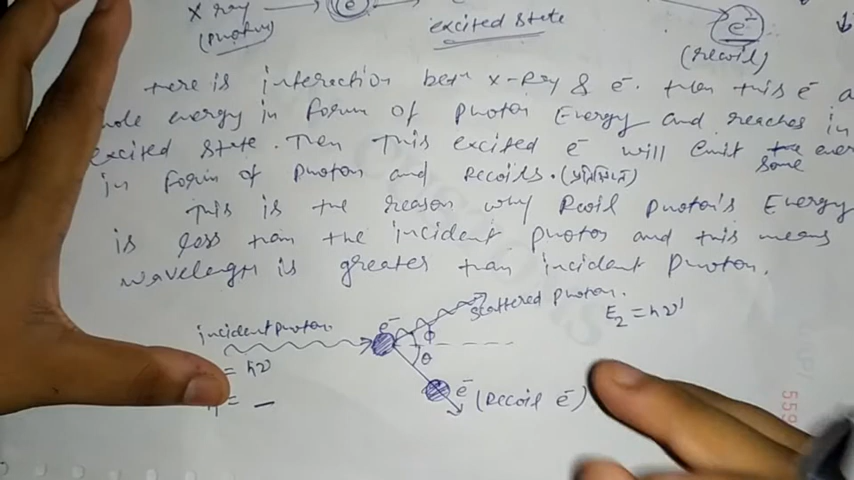 x ray
(photon)
e⁻
excited state
e⁻
(recoil)
there is interaction betⁿ x-Ray & e⁻. then this e⁻
energy in form of photon Energy and reaches in
excited state. Then this excited e⁻ will emit some
in form of photon and recoils.
This is the reason why Recoil photon's Energy
is less than the incident photon and this means
wavelength is greater than incident photon.
incident photon
e⁻
scattered photon.
E₂ = hν'
ϕ
θ
= hν
e⁻ (Recoil e⁻)